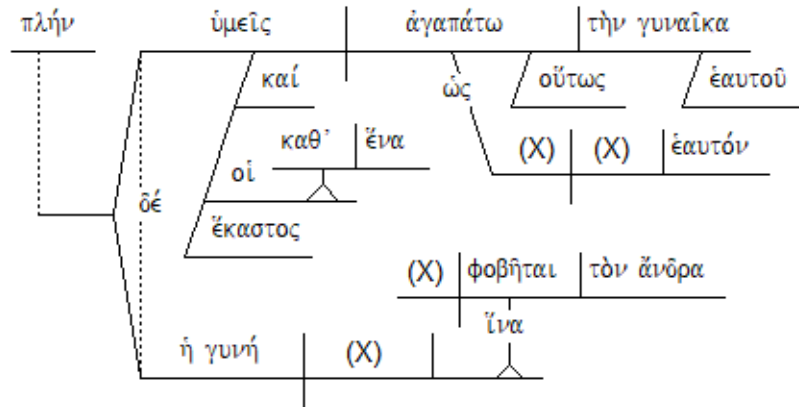 πλήν ὑμεῖς ἀγαπάτω τὴν γυναῖκα
καί ὡς οὕτως ἑαυτοῦ
καθ’ ἕνα (X) (X) ἑαυτόν
οἱ
δέ
ἕκαστος
(X) φοβῆται τὸν ἄνδρα
ἵνα
ἡ γυνή (X)